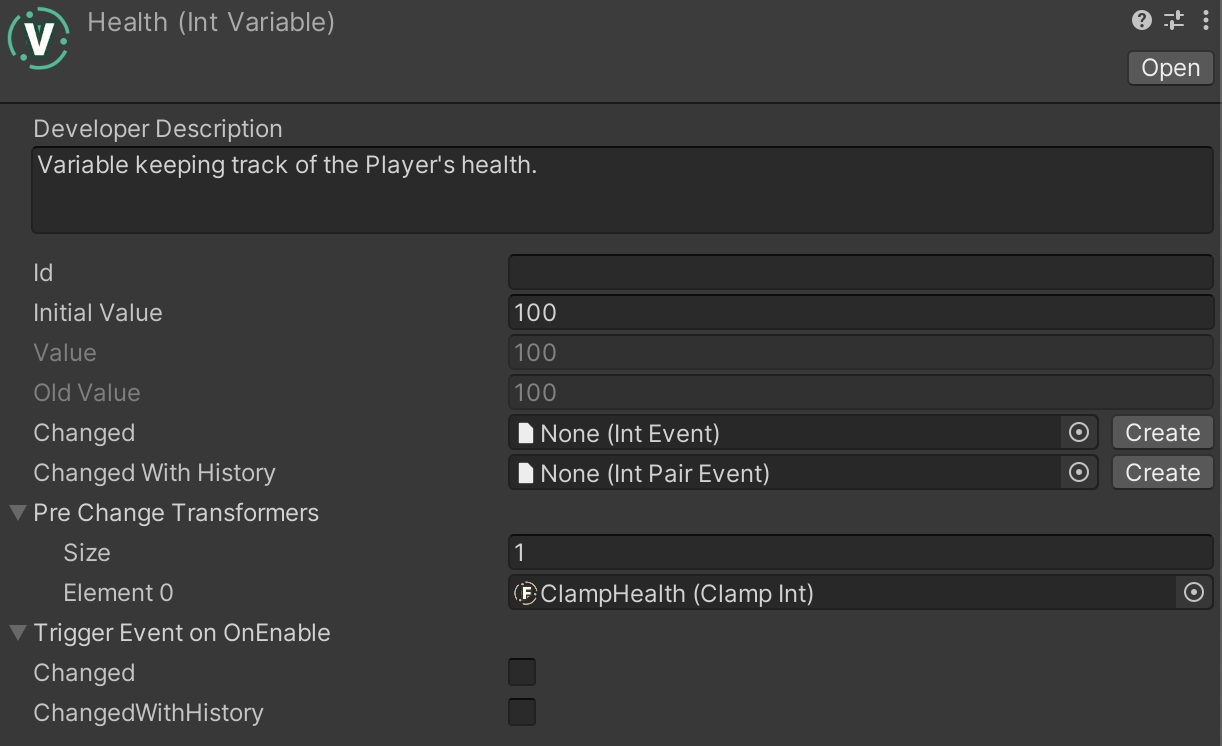 V
Health (Int Variable)
?
Open
Developer Description
Variable keeping track of the Player's health.
Id
Initial Value 100
Value 100
Old Value 100
Changed None (Int Event) Create
Changed With History None (Int Pair Event) Create
Pre Change Transformers
Size 1
Element 0 F ClampHealth (Clamp Int)
Trigger Event on OnEnable
Changed
ChangedWithHistory